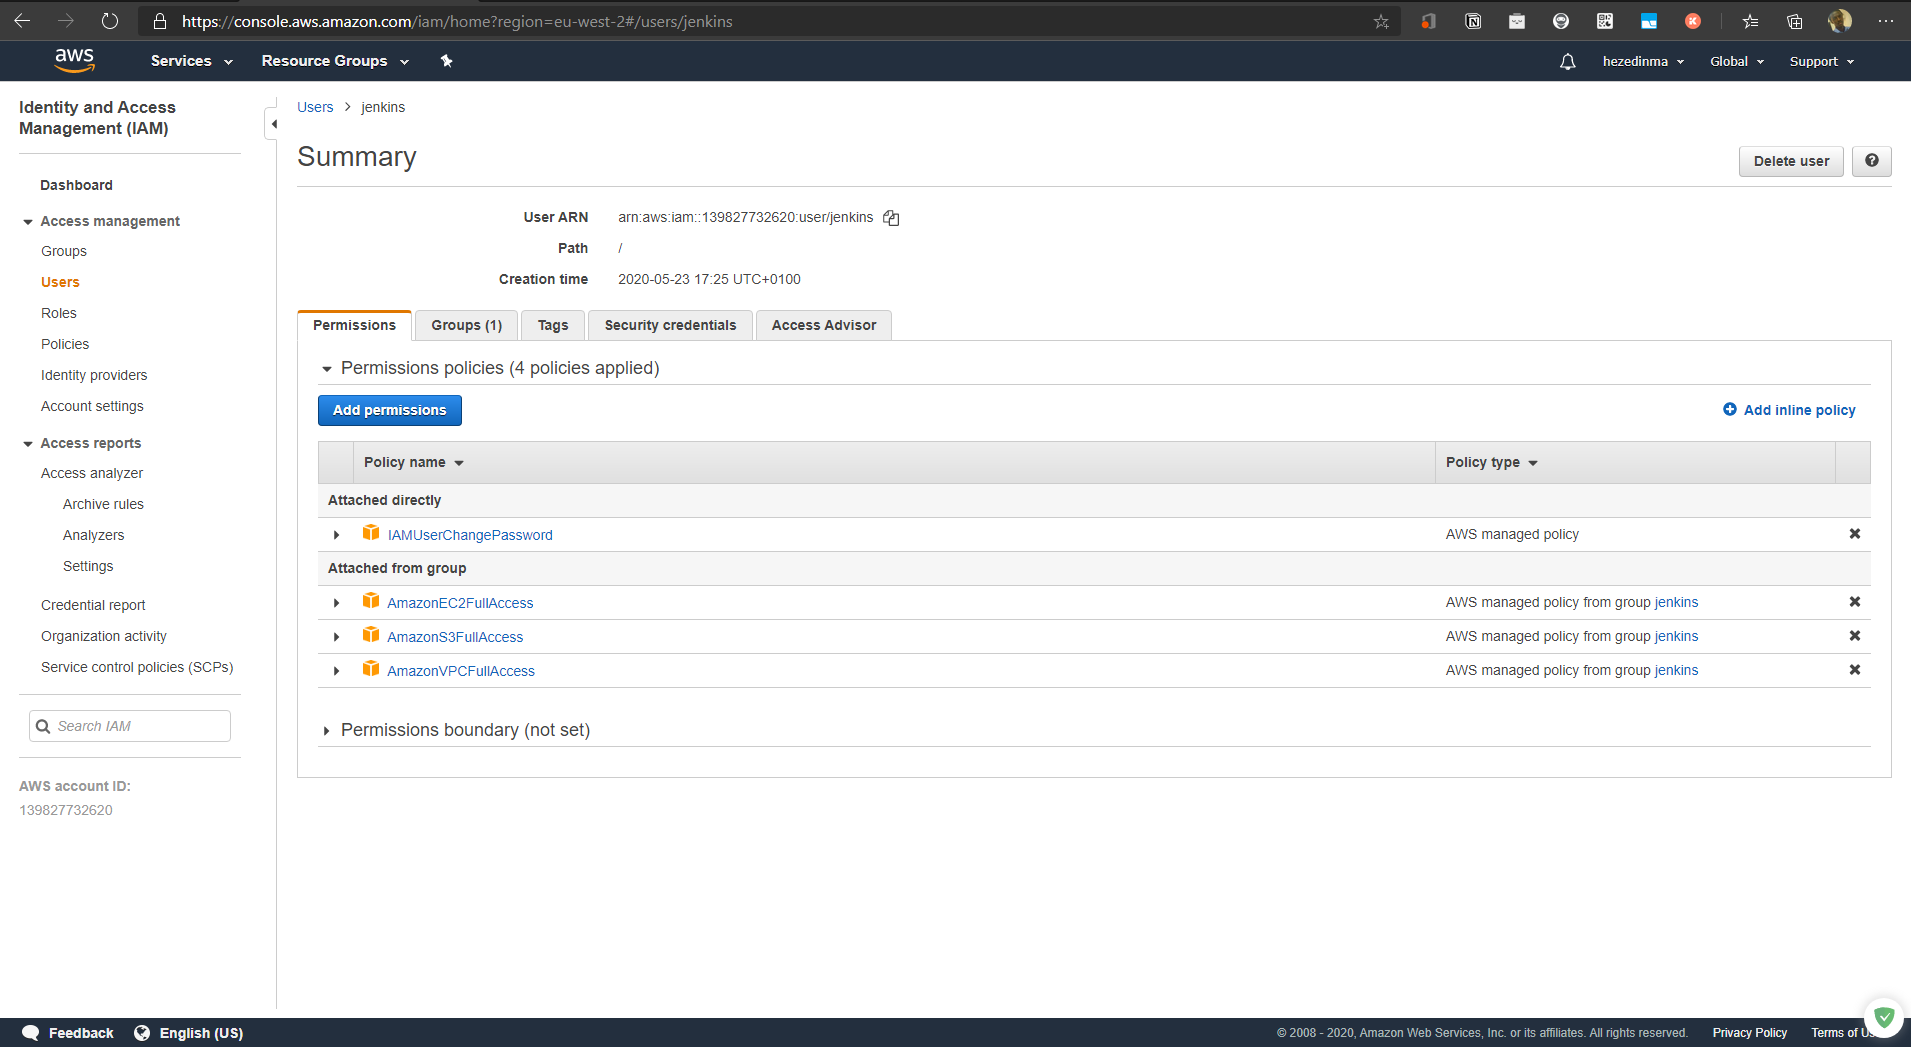 https://console.aws.amazon.com/iam/home?region=eu-west-2#/users/jenkins
aws
Services
Resource Groups
hezedinma
Global
Support
Identity and Access
Management (IAM)
Dashboard
Access management
Groups
Users
Roles
Policies
Identity providers
Account settings
Access reports
Access analyzer
Archive rules
Analyzers
Settings
Credential report
Organization activity
Service control policies (SCPs)
Search IAM
AWS account ID:
139827732620
Users > jenkins
Summary
Delete user
User ARN arn:aws:iam::139827732620:user/jenkins
Path /
Creation time 2020-05-23 17:25 UTC+0100
Permissions
Groups (1)
Tags
Security credentials
Access Advisor
Permissions policies (4 policies applied)
Add permissions
Add inline policy
Policy name
Policy type
Attached directly
IAMUserChangePassword AWS managed policy
Attached from group
AmazonEC2FullAccess AWS managed policy from group jenkins
AmazonS3FullAccess AWS managed policy from group jenkins
AmazonVPCFullAccess AWS managed policy from group jenkins
Permissions boundary (not set)
Feedback
English (US)
© 2008 - 2020, Amazon Web Services, Inc. or its affiliates. All rights reserved.
Privacy Policy
Terms of